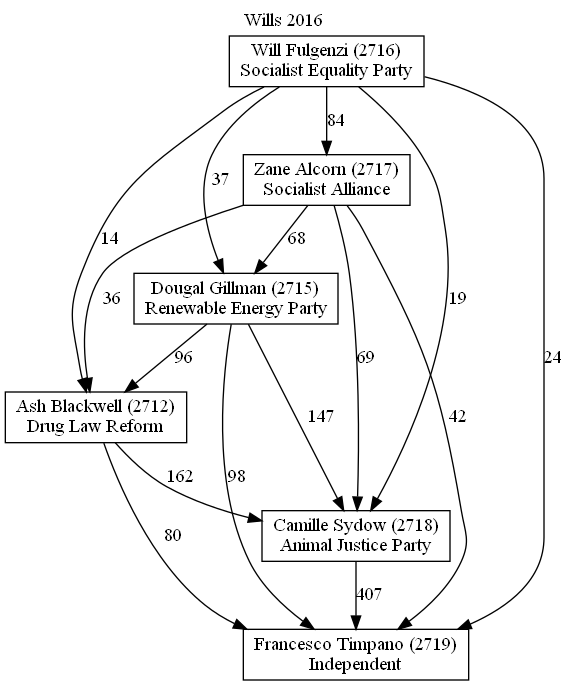 Wills 2016
Will Fulgenzi (2716)
Socialist Equality Party
84
Zane Alcorn (2717)
Socialist Alliance
37
68
14
36
19
24
Dougal Gillman (2715)
Renewable Energy Party
96
69
147
42
Ash Blackwell (2712)
Drug Law Reform
162
98
Camille Sydow (2718)
Animal Justice Party
80
407
Francesco Timpano (2719)
Independent